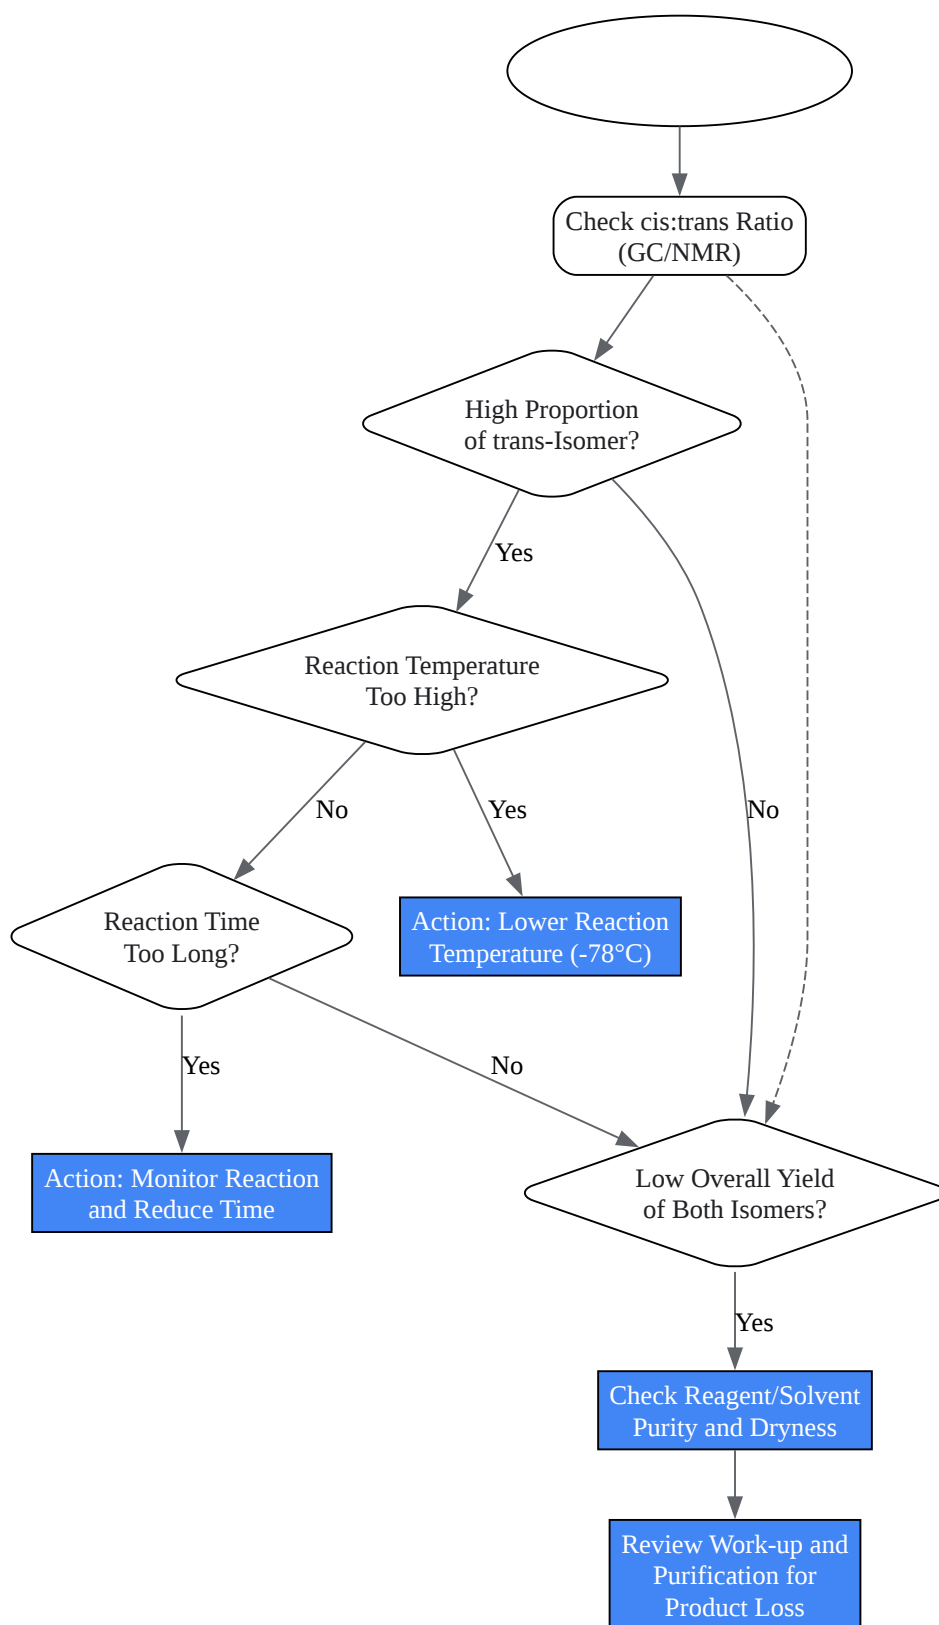 Check cis:trans Ratio
(GC/NMR)
High Proportion
of trans-Isomer?
Yes
Reaction Temperature
Too High?
No
Yes
No
Reaction Time
Too Long?
Action: Lower Reaction
Temperature (-78°C)
Yes
No
Action: Monitor Reaction
and Reduce Time
Low Overall Yield
of Both Isomers?
Yes
Check Reagent/Solvent
Purity and Dryness
Review Work-up and
Purification for
Product Loss